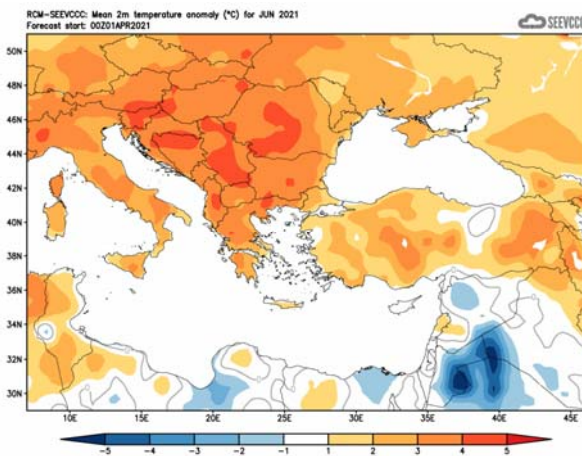 RCM-SEEVCCC: Mean 2m temperature anomaly (°C) for JUN 2021
Forecast start: 00Z01APR2021
SEEVCCC
50N
48N
46N
44N
42N
40N
38N
36N
34N
32N
30N
10E 15E 20E 25E 30E 35E 40E 45E
-5 -4 -3 -2 -1 1 2 3 4 5